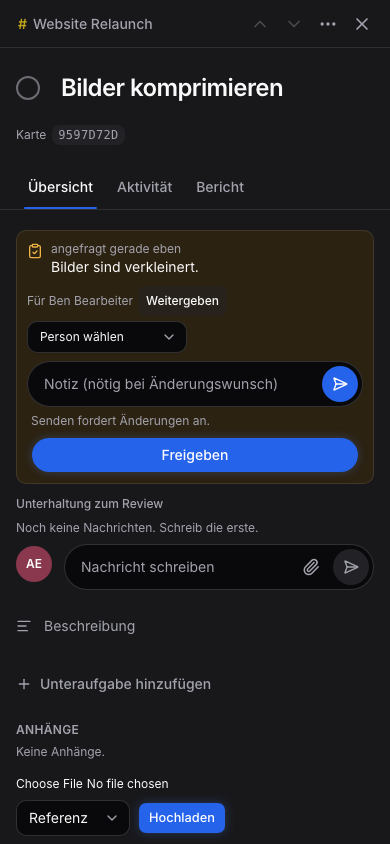 # Website Relaunch
Bilder komprimieren
Karte 9597D72D
Übersicht Aktivität Bericht
angefragt gerade eben
Bilder sind verkleinert.
Für Ben Bearbeiter Weitergeben
Person wählen
Notiz (nötig bei Änderungswunsch)
Senden fordert Änderungen an.
Freigeben
Unterhaltung zum Review
Noch keine Nachrichten. Schreib die erste.
AE Nachricht schreiben
Beschreibung
Unteraufgabe hinzufügen
ANHÄNGE
Keine Anhänge.
Choose File No file chosen
Referenz Hochladen